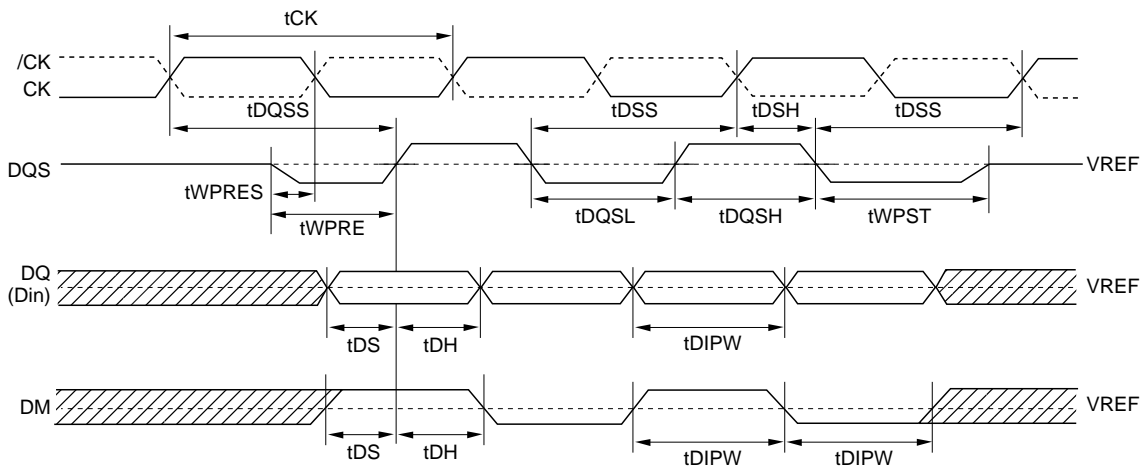 tCK
/CK
CK
tDQSS
tDSS
tDSH
tDSS
DQS
VREF
tWPRES
tWPRE
tDQSL
tDQSH
tWPST
DQ
(Din)
VREF
tDS
tDH
tDIPW
DM
VREF
tDS
tDH
tDIPW
tDIPW